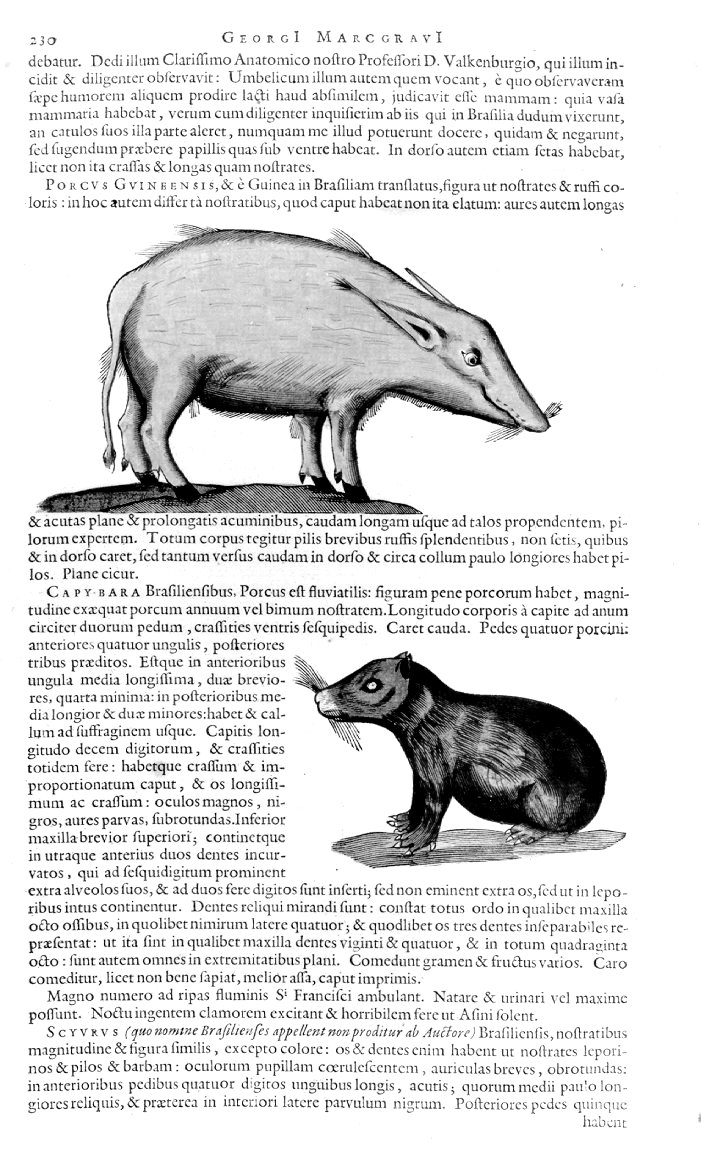 230
GEORGI MARCGRAVI
debatur. Dedi illum Clariſſimo Anatomico noſtro Profeſſori D. Valkenburgio, qui illum in-
cidit & diligenter obſervavit: Umbelicum illum autem quem vocant, è quo obſervaveram
ſæpe humorem aliquem prodire lacti haud abſimilem, judicavit eſſe mammam: quia vaſa
mammaria habebat, verum cum diligenter inquiſierim ab iis qui in Braſilia dudum vixerunt,
an catulos ſuos illa parte aleret, numquam me illud potuerunt docere, quidam & negarunt,
ſed ſugendum præbere papillis quas ſub ventre habeat. In dorſo autem etiam ſetas habebat,
licet non ita craſſas & longas quam noſtrates.
PORCVS GVINEENSIS, & è Guinea in Braſiliam tranſlatus, figura ut noſtrates & ruffi co-
loris : in hoc autem differ tà noſtratibus, quod caput habeat non ita elatum: aures autem longas
& acutas plane & prolongatis acuminibus, caudam longam uſque ad talos propendentem, pi-
lorum expertem. Totum corpus tegitur pilis brevibus ruffis ſplendentibus, non ſetis, quibus
& in dorſo caret, ſed tantum verſus caudam in dorſo & circa collum paulo longiores habet pi-
los. Plane cicur.
CAPY-BARA Braſilienſibus, Porcus eſt fluviatilis: figuram pene porcorum habet, magni-
tudine exæquat porcum annuum vel bimum noſtratem. Longitudo corporis à capite ad anum
circiter duorum pedum, craſſities ventris ſeſquipedis. Caret cauda. Pedes quatuor porcini:
anteriores quatuor ungulis, poſteriores
tribus præditos. Eſtque in anterioribus
ungula media longiſſima, duæ brevio-
res, quarta minima: in poſterioribus me-
dia longior & duæ minores: habet & cal-
lum ad ſuffraginem uſque. Capitis lon-
gitudo decem digitorum, & craſſities
totidem fere: habetque craſſum & im-
proportionatum caput, & os longiſſi-
mum ac craſſum: oculos magnos, ni-
gros, aures parvas, ſubrotundas. Inferior
maxilla brevior ſuperiori; continetque
in utraque anterius duos dentes incur-
vatos, qui ad ſeſquidigitum prominent
extra alveolos ſuos, & ad duos fere digitos ſunt inſerti; ſed non eminent extra os, ſed ut in lepo-
ribus intus continentur. Dentes reliqui mirandi ſunt: conſtat totus ordo in qualibet maxilla
octo oſſibus, in quolibet nimirum latere quatuor; & quodlibet os tres dentes inſeparabiles re-
præſentat: ut ita ſint in qualibet maxilla dentes viginti & quatuor, & in totum quadraginta
octo : ſunt autem omnes in extremitatibus plani. Comedunt gramen & fructus varios. Caro
comeditur, licet non bene ſapiat, melior aſſa, caput imprimis.
Magno numero ad ripas fluminis Sⁱ Franciſci ambulant. Natare & urinari vel maxime
poſſunt. Noctu ingentem clamorem excitant & horribilem fere ut Aſini ſolent.
SCYVRVS (quo nomine Braſilienſes appellent non proditur ab Auctore) Braſilienſis, noſtratibus
magnitudine & figura ſimilis, excepto colore: os & dentes enim habent ut noſtrates lepori-
nos & pilos & barbam: oculorum pupillam cœruleſcentem, auriculas breves, obrotundas:
in anterioribus pedibus quatuor digitos unguibus longis, acutis; quorum medii paulo lon-
giores reliquis, & præterea in interiori latere parvulum nigrum. Poſteriores pedes quinque
habent